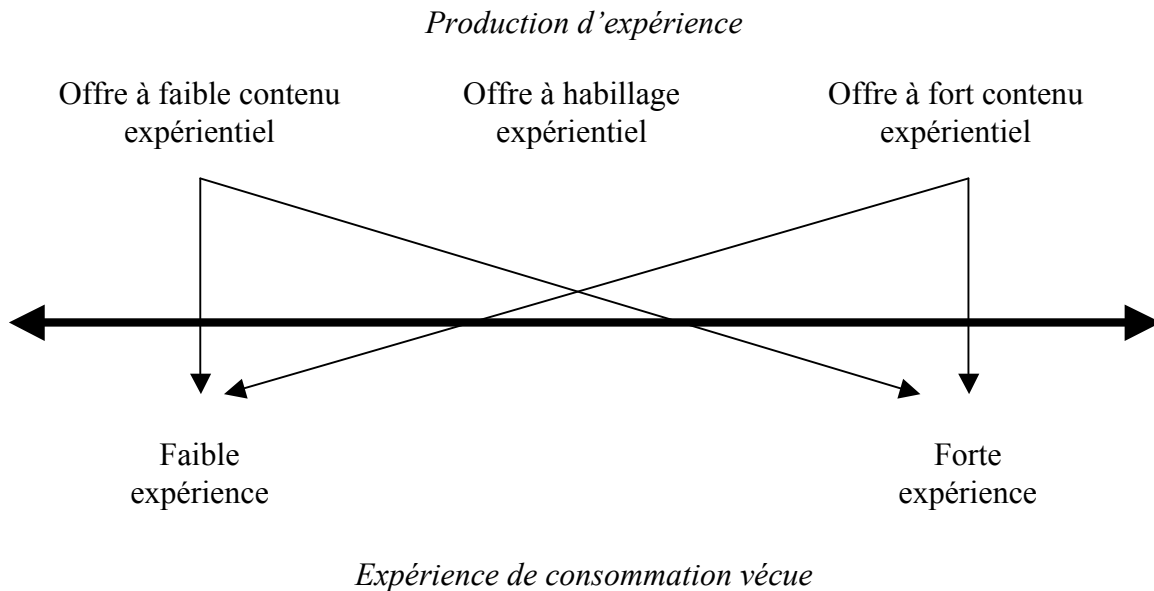 Production d’expérience
Offre à faible contenu
expérientiel
Offre à habillage
expérientiel
Offre à fort contenu
expérientiel
Faible
expérience
Forte
expérience
Expérience de consommation vécue